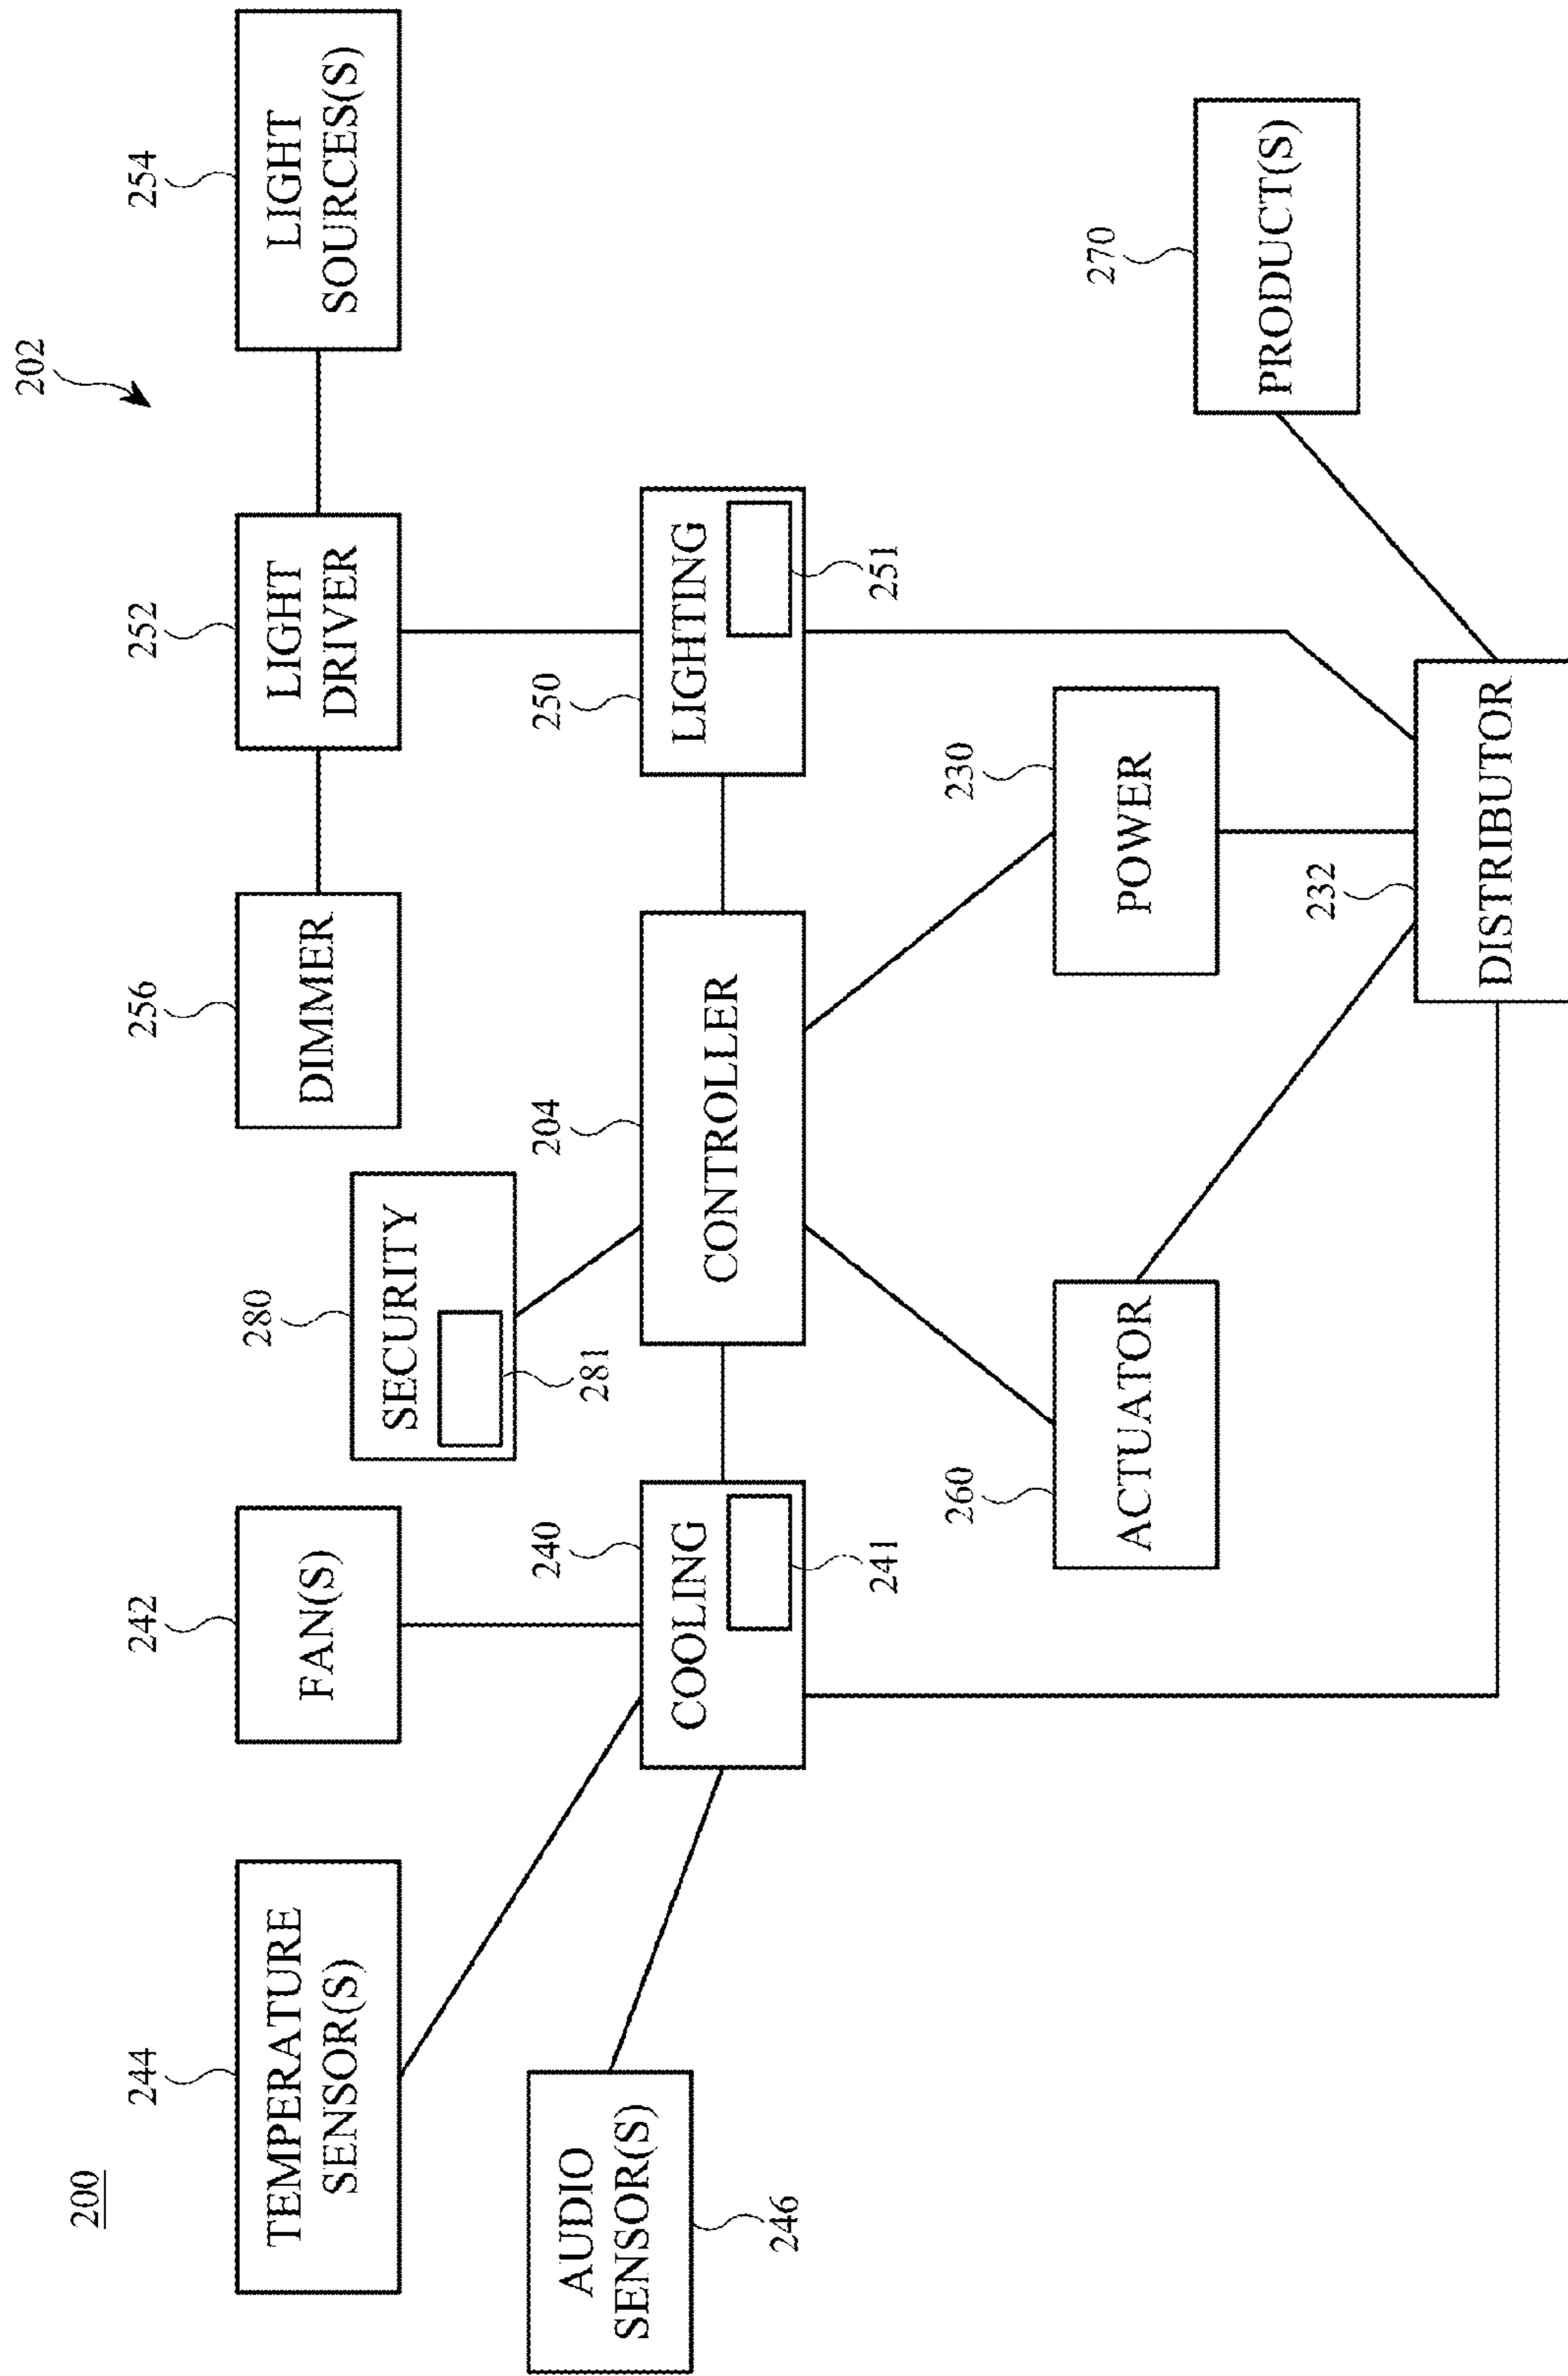 200
202
244
TEMPERATURE
SENSOR(S)
242
FAN(S)
256
DIMMER
252
LIGHT
DRIVER
254
LIGHT
SOURCES(S)
280
SECURITY
281
AUDIO
SENSOR(S)
246
240
COOLING
241
204
CONTROLLER
250
LIGHTING
251
260
ACTUATOR
230
POWER
270
PRODUCT(S)
232
DISTRIBUTOR